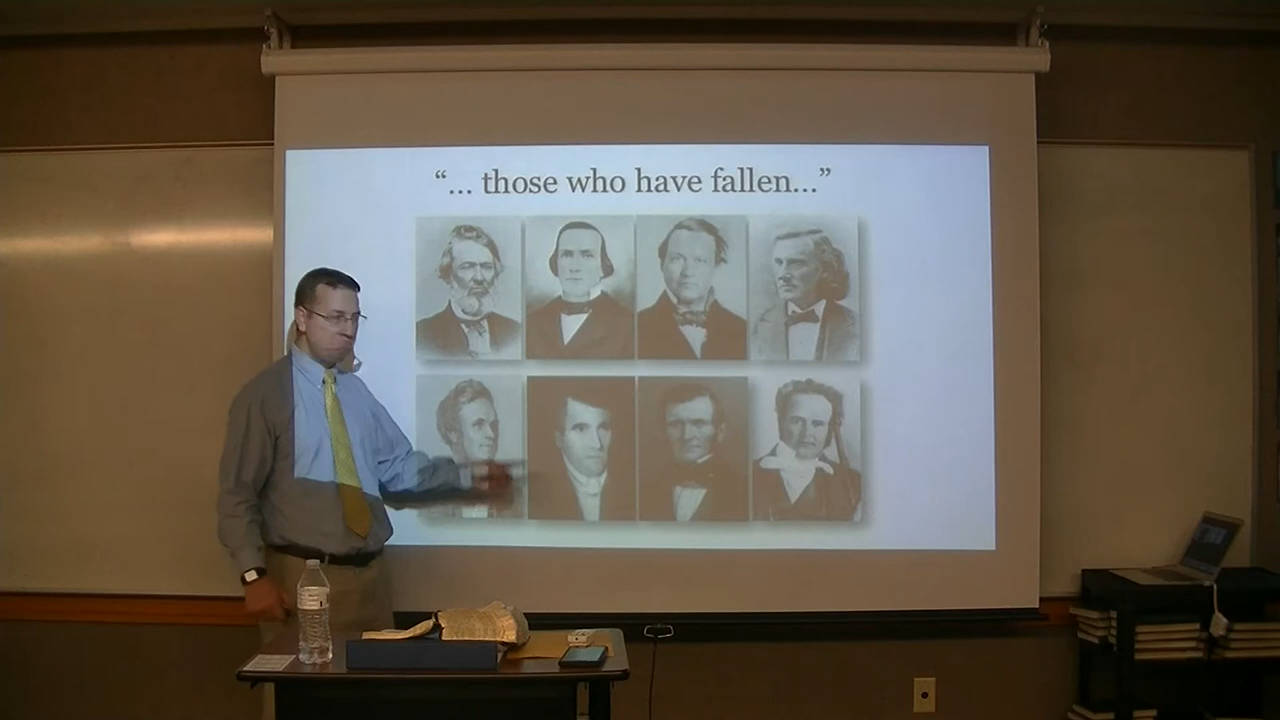 “... those who have fallen...”